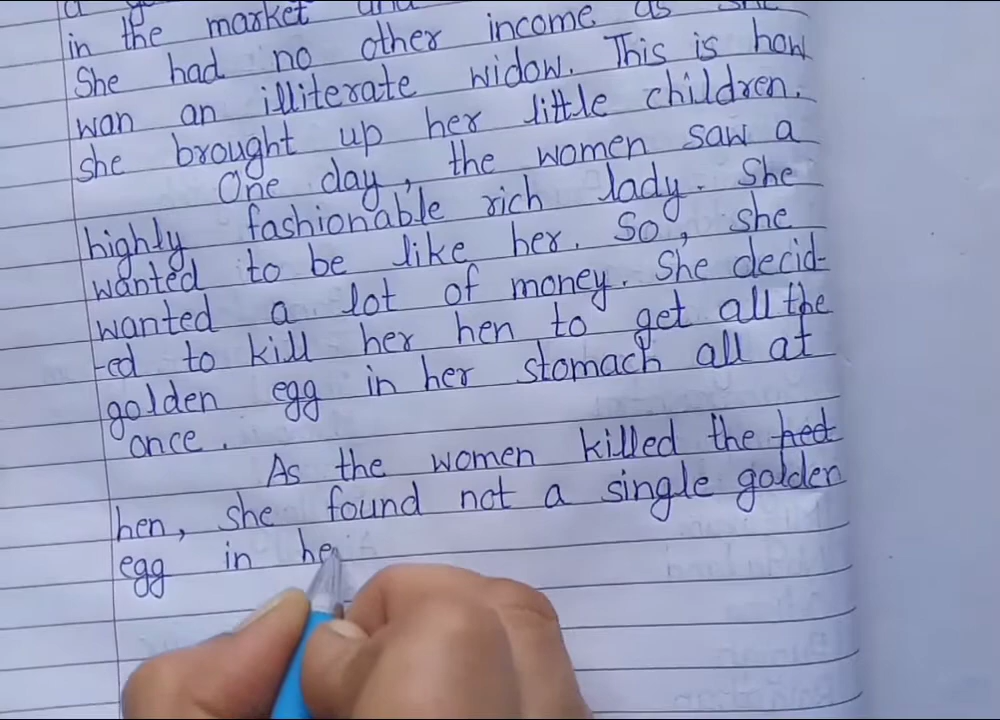 in the market and
She had no other income as she
wan an illiterate widow. This is how
she brought up her little children.
One day, the women saw a
highly fashionable rich lady. She
wanted to be like her. So, she
wanted a lot of money. She decid-
-ed to kill her hen to get all the
golden egg in her stomach all at
once.
As the women killed the hed
hen, she found not a single golden
egg in he